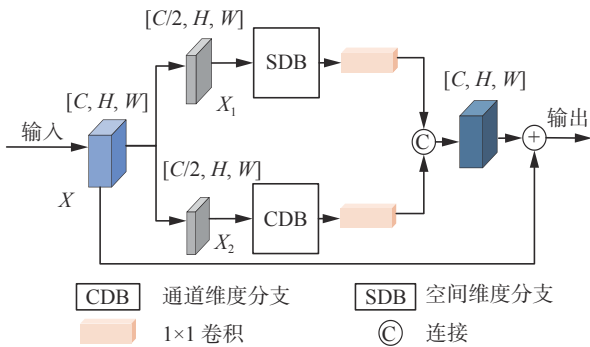 [C/2, H, W]
SDB
[C, H, W]
X₁
[C, H, W]
输入
输出
C
+
[C/2, H, W]
X
CDB
X₂
CDB 通道维度分支 SDB 空间维度分支
1×1 卷积 C 连接